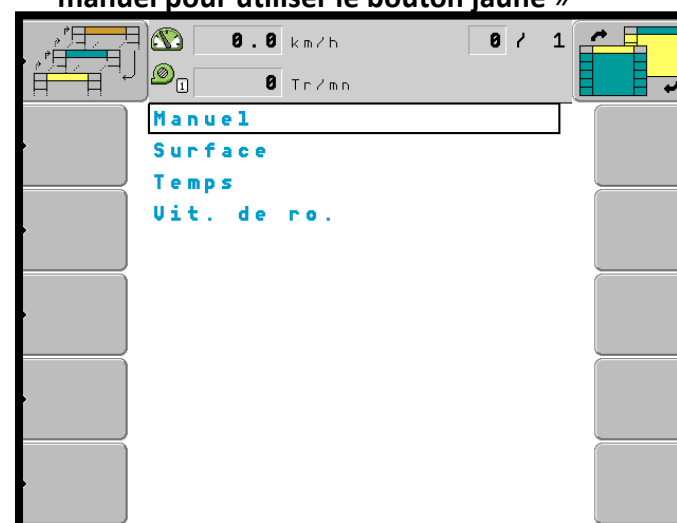 manuel pour utiliser le bouton jaune »
0.0 km/h 0 / 1
1 0 Tr/mn
Manuel
Surface
Temps
Vit. de ro.